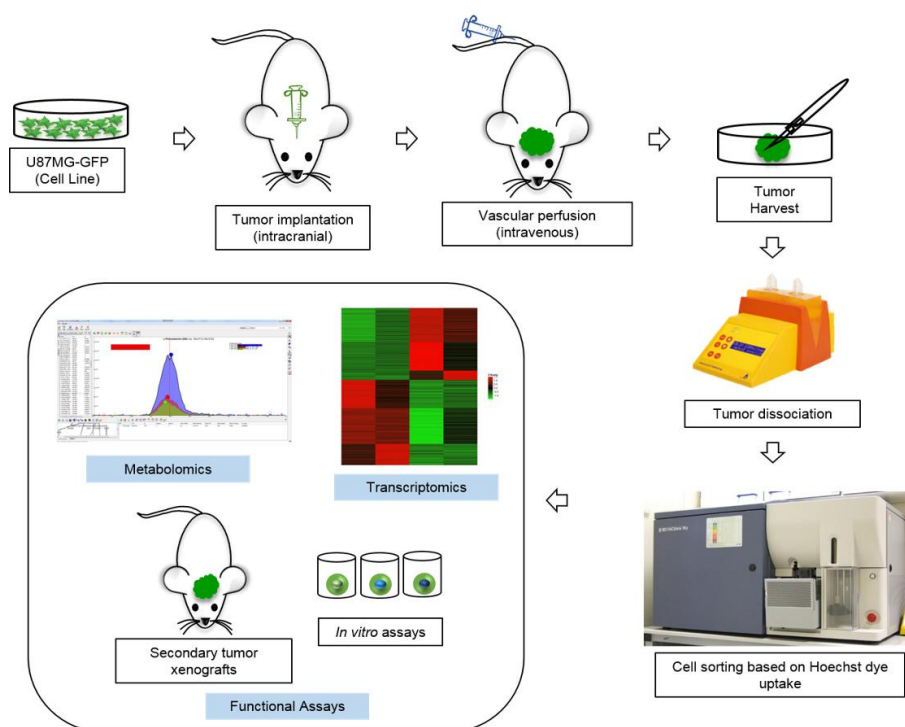 U87MG-GFP
(Cell Line)
Tumor implantation
(intracranial)
Vascular perfusion
(intravenous)
Tumor
Harvest
Tumor dissociation
Cell sorting based on Hoechst dye
uptake
Metabolomics
Transcriptomics
Secondary tumor
xenografts
In vitro assays
Functional Assays